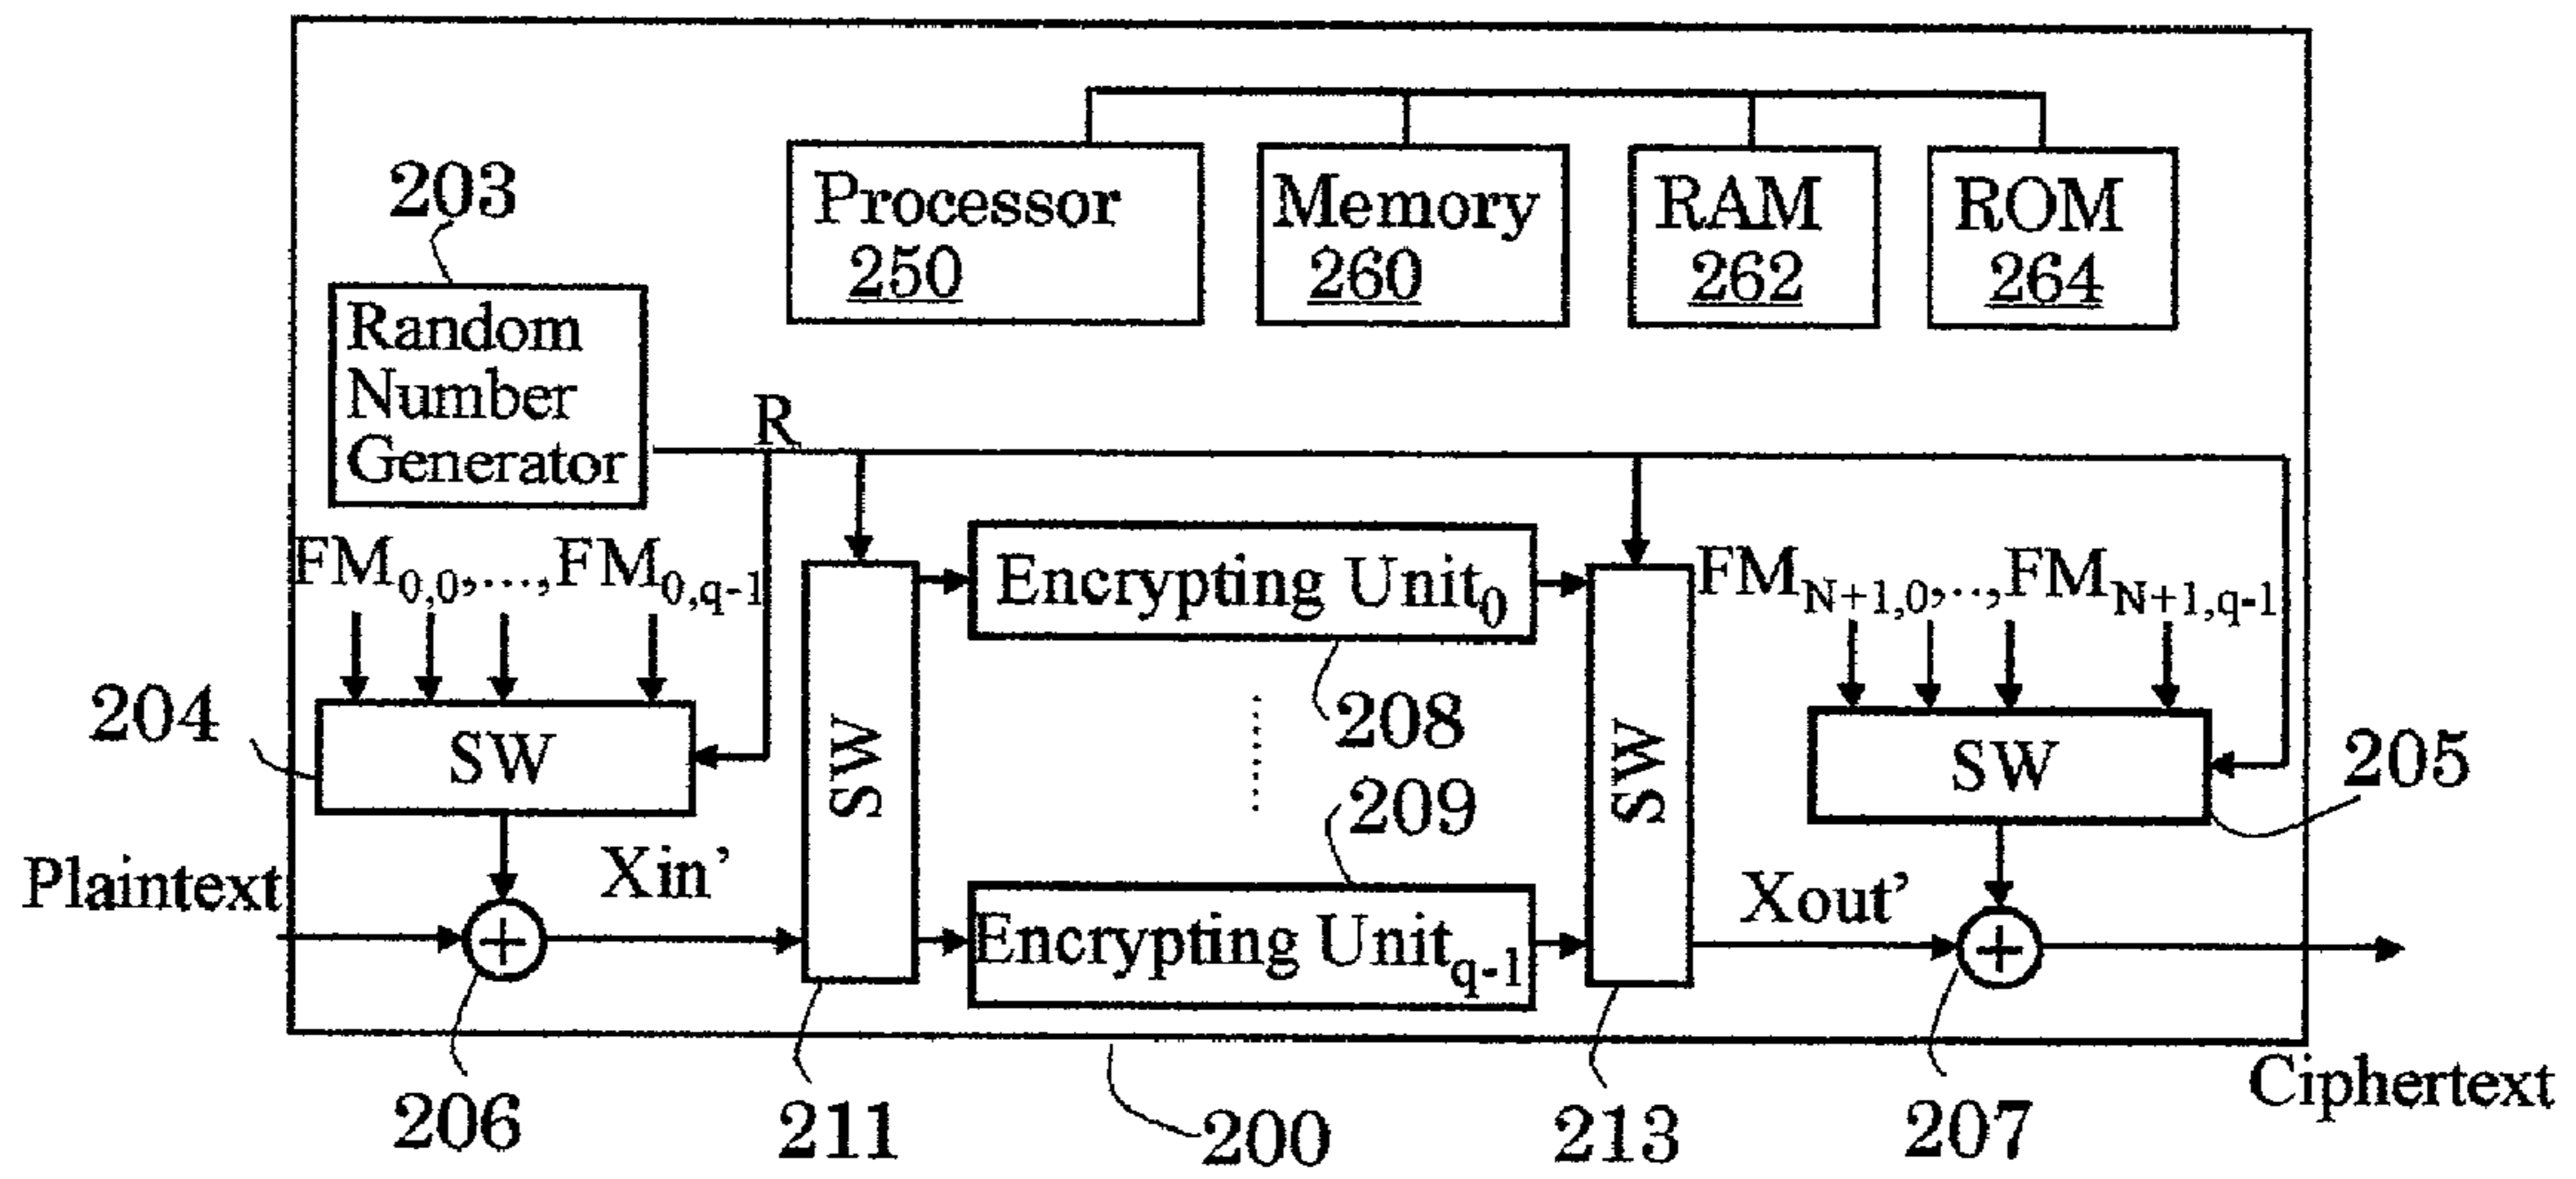 Processor
250
Memory
260
RAM
262
ROM
264
203
Random
Number
Generator
R
FM0,0,....,FM0,q-1
Encrypting Unit0
FMN+1,0,..,FMN+1,q-1
204
SW
SW
208
SW
SW
205
209
Plaintext
Xin’
Encrypting Unitq-1
Xout’
206
211
200
213
207
Ciphertext